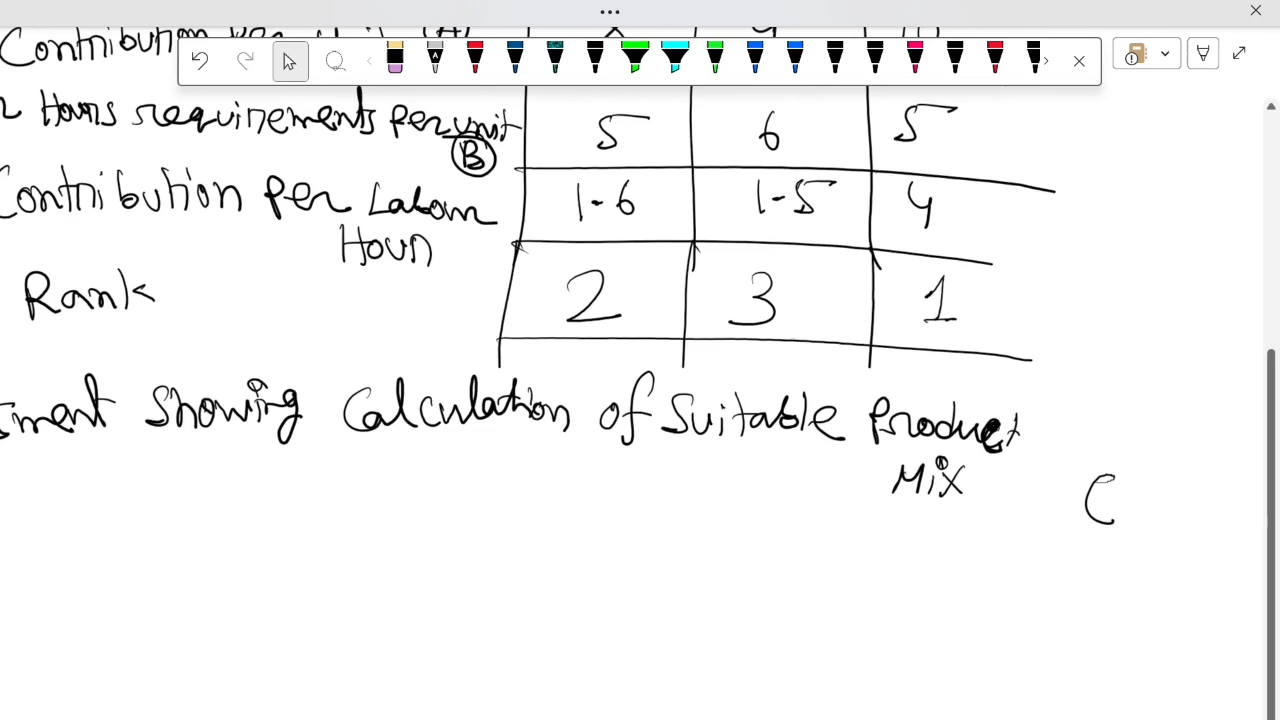 Contribution per
Hours requirements per unit 5 6 5
B
Contribution per Labour 1-6 1-5 4
Hour
Rank 2 3 1
Showing Calculation of Suitable Product
Mix
C